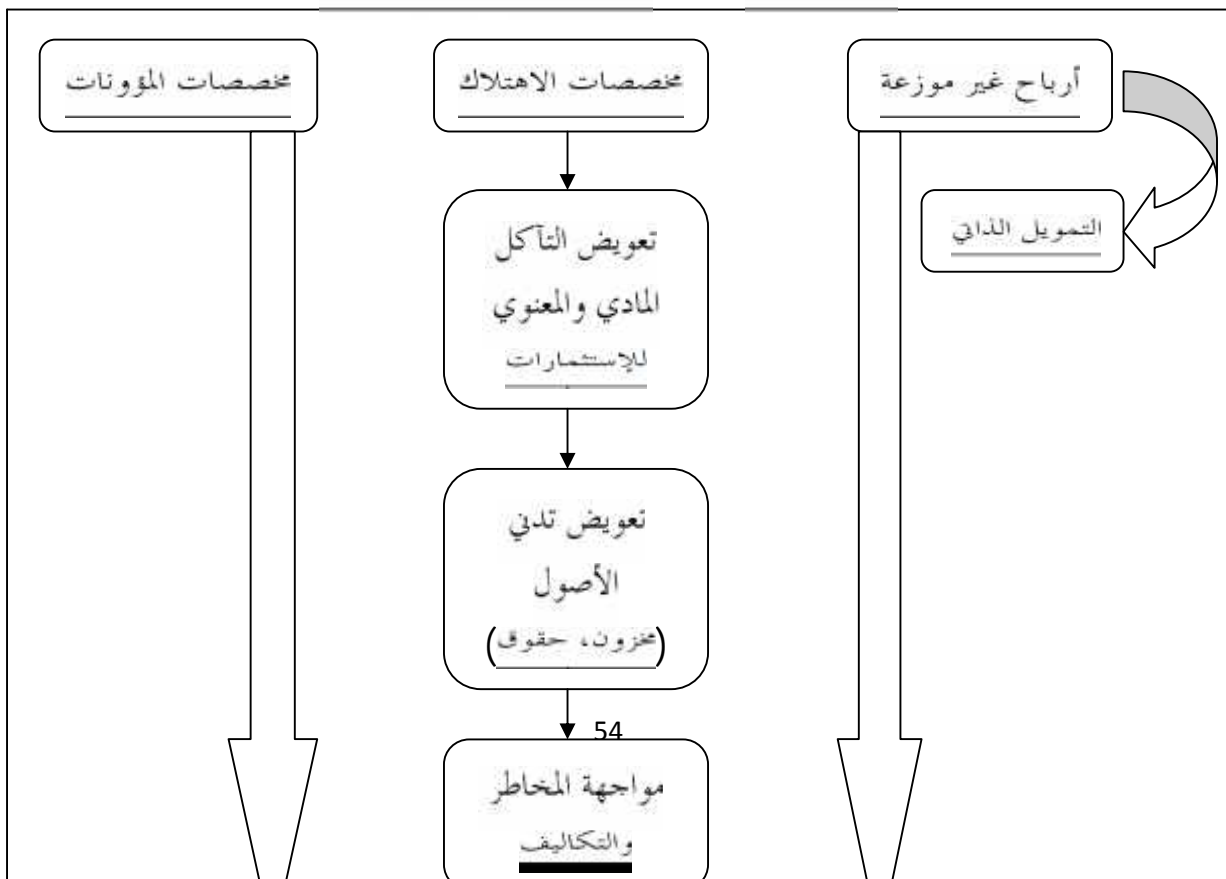 أرباح غير موزعة
مخصصات الاهتلاك
مخصصات المؤونات
التمويل الذاتي
تعويض التآكل
المادي والمعنوي
للإستثمارات
تعويض تدني
الأصول
(مخزون، حقوق)
54
مواجهة المخاطر
والتكاليف